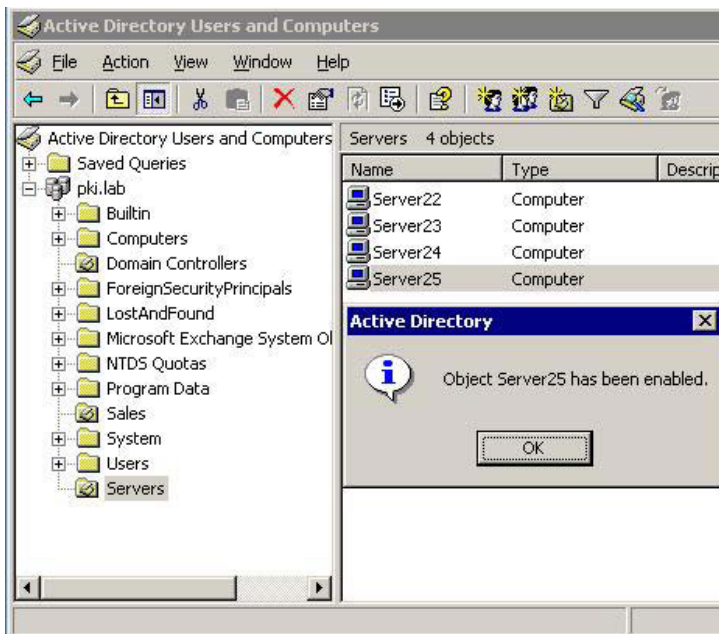 Active Directory Users and Computers
File Action View Window Help
Active Directory Users and Computers
Saved Queries
pki.lab
Builtin
Computers
Domain Controllers
ForeignSecurityPrincipals
LostAndFound
Microsoft Exchange System
NTDS Quotas
Program Data
Sales
System
Users
Servers
Servers 4 objects
Name Type Descrip
Server22 Computer
Server23 Computer
Server24 Computer
Server25 Computer
Active Directory
Object Server25 has been enabled.
OK